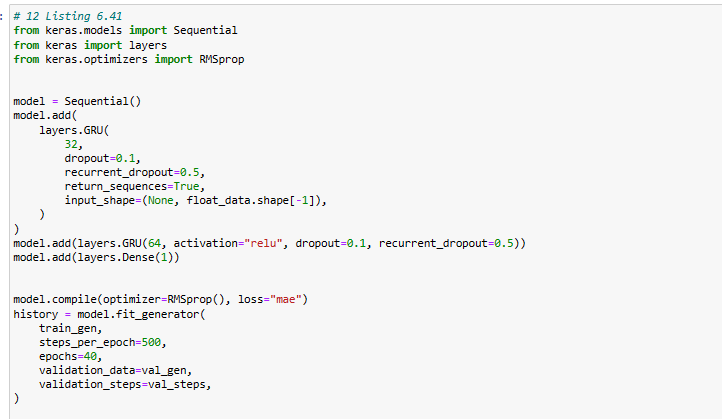 # 12 Listing 6.41
from keras.models import Sequential
from keras import layers
from keras.optimizers import RMSprop
model = Sequential()
model.add(
    layers.GRU(
        32,
        dropout=0.1,
        recurrent_dropout=0.5,
        return_sequences=True,
        input_shape=(None, float_data.shape[-1]),
    )
)
model.add(layers.GRU(64, activation="relu", dropout=0.1, recurrent_dropout=0.5))
model.add(layers.Dense(1))
model.compile(optimizer=RMSprop(), loss="mae")
history = model.fit_generator(
    train_gen,
    steps_per_epoch=500,
    epochs=40,
    validation_data=val_gen,
    validation_steps=val_steps,
)